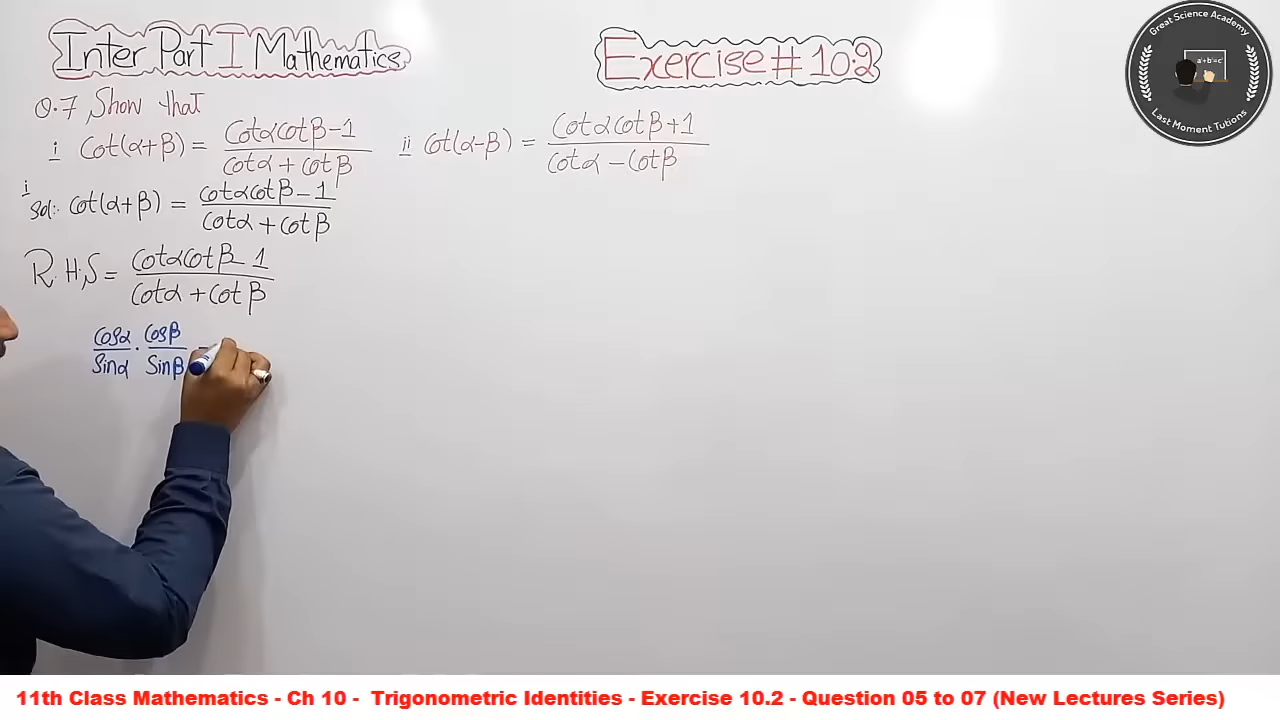 Inter Part I Mathematics
Exercise # 10.2
Great Science Academy
a²+b²=c²
Last Moment Tutions
Q.7 Show that
i Cot(α+β) = (Cotα Cotβ - 1)/(Cotα + Cotβ)
ii Cot(α-β) = (Cotα Cotβ + 1)/(Cotα - Cotβ)
i
Sol:- Cot(α+β) = (Cotα Cotβ - 1)/(Cotα + Cotβ)
R.H.S = (Cotα Cotβ - 1)/(Cotα + Cotβ)
Cosα/Sinα · Cosβ/Sinβ -
11th Class Mathematics - Ch 10 - Trigonometric Identities - Exercise 10.2 - Question 05 to 07 (New Lectures Series)